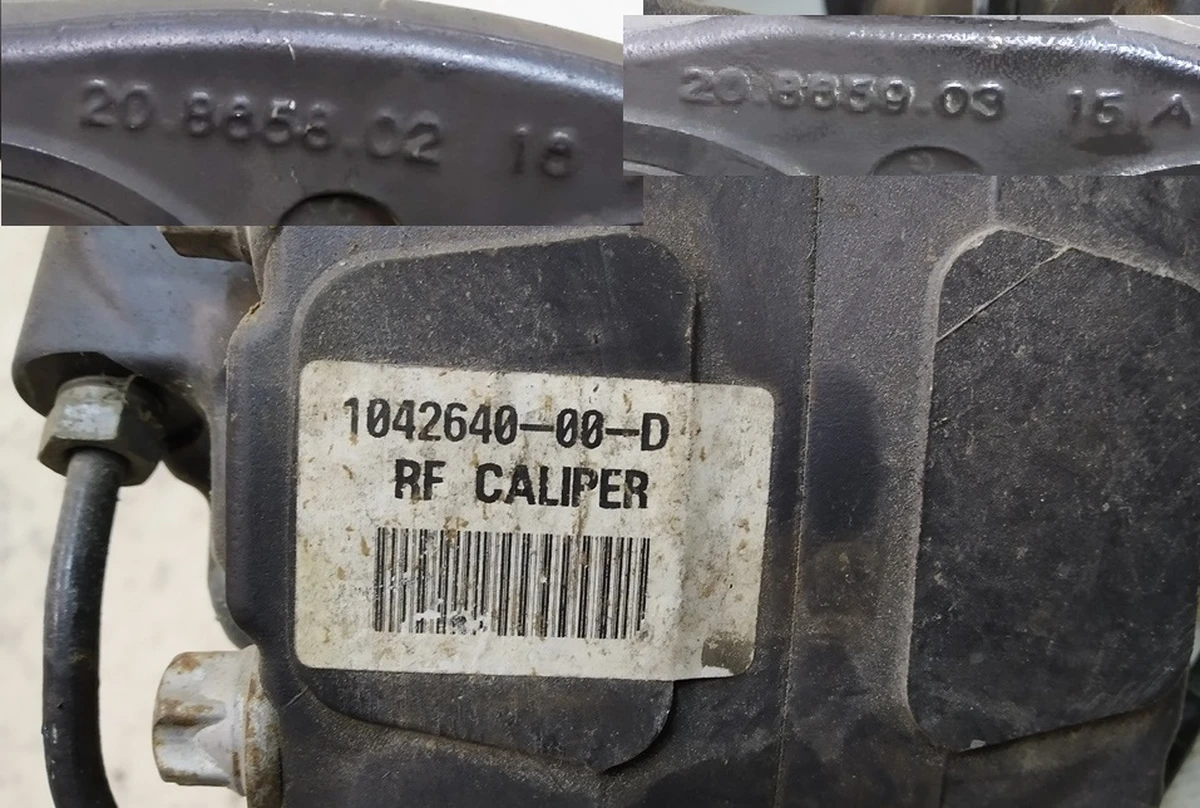 20.8858.02 18
20.8859.03 15 A
1042640-00-D
RF CALIPER